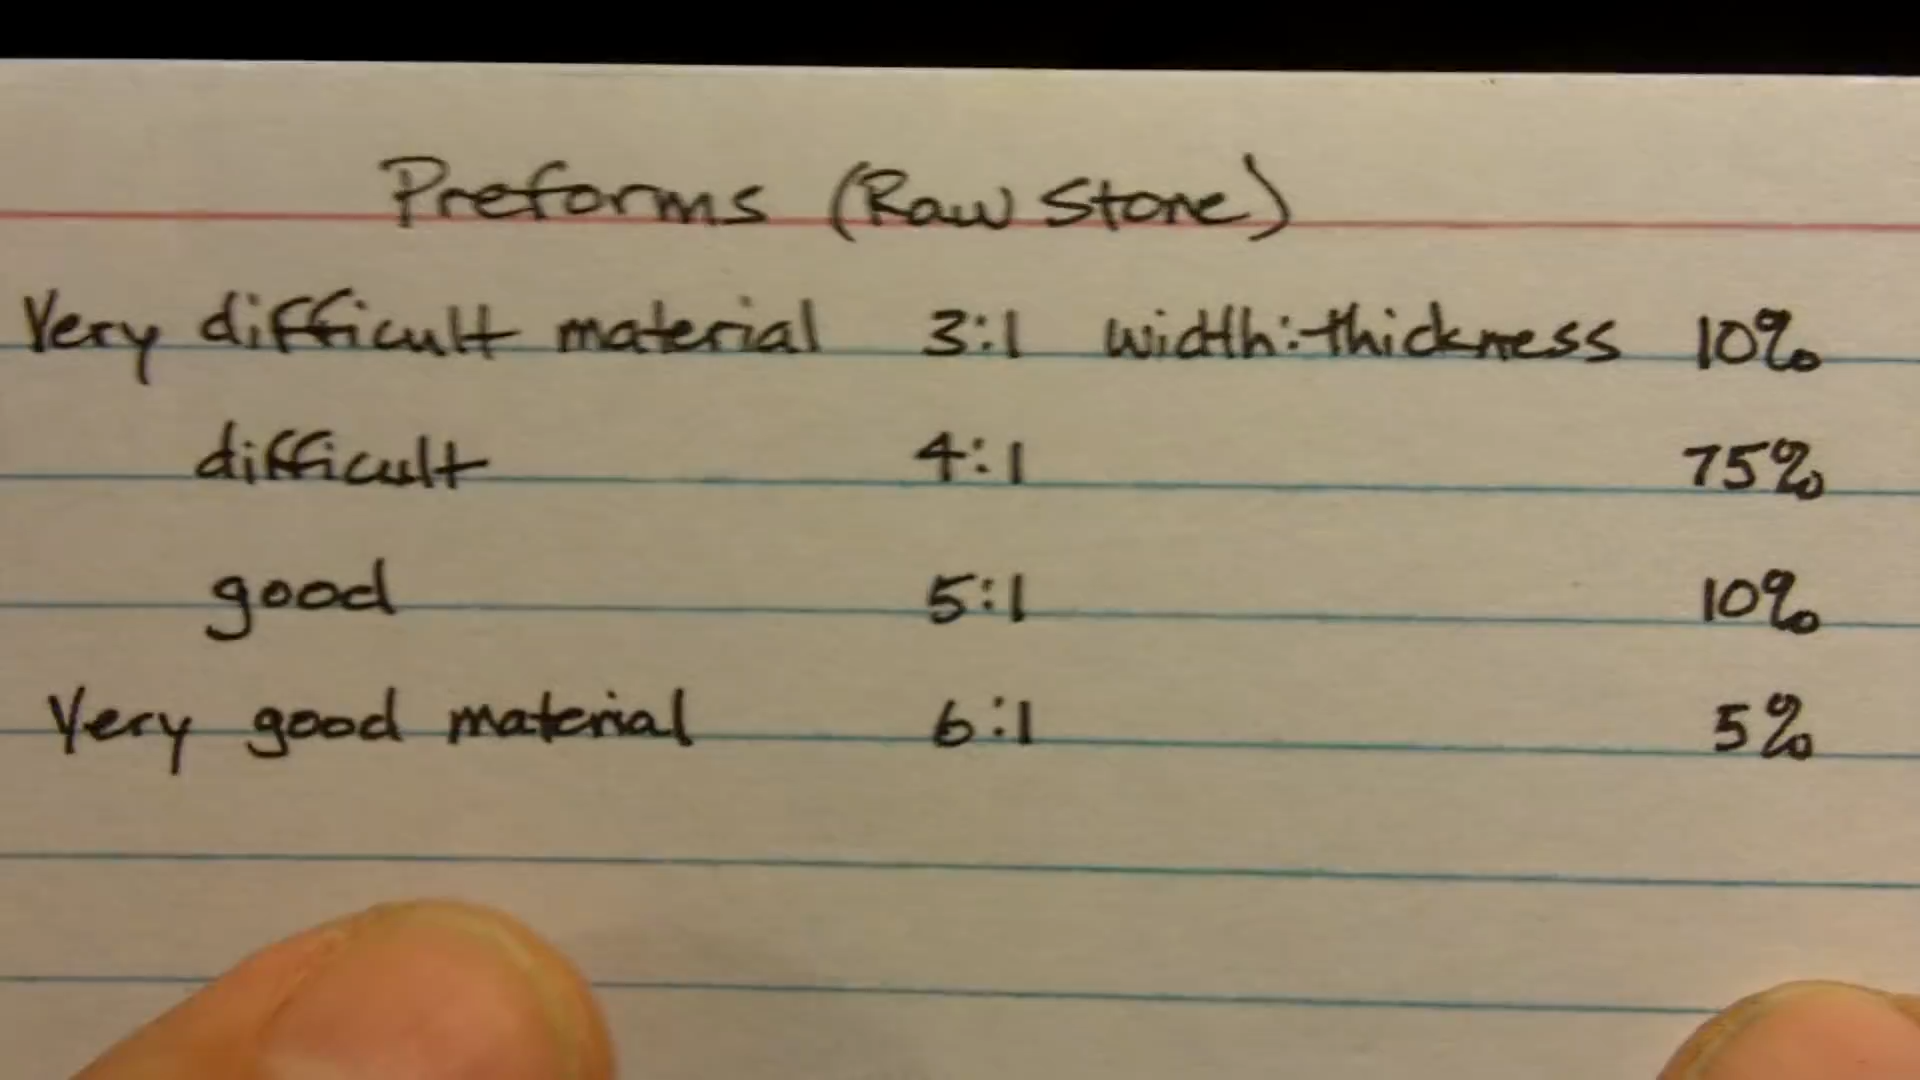 Preforms (Raw Stone)
Very difficult material 3:1 width:thickness 10%
difficult 4:1 75%
good 5:1 10%
Very good material 6:1 5%